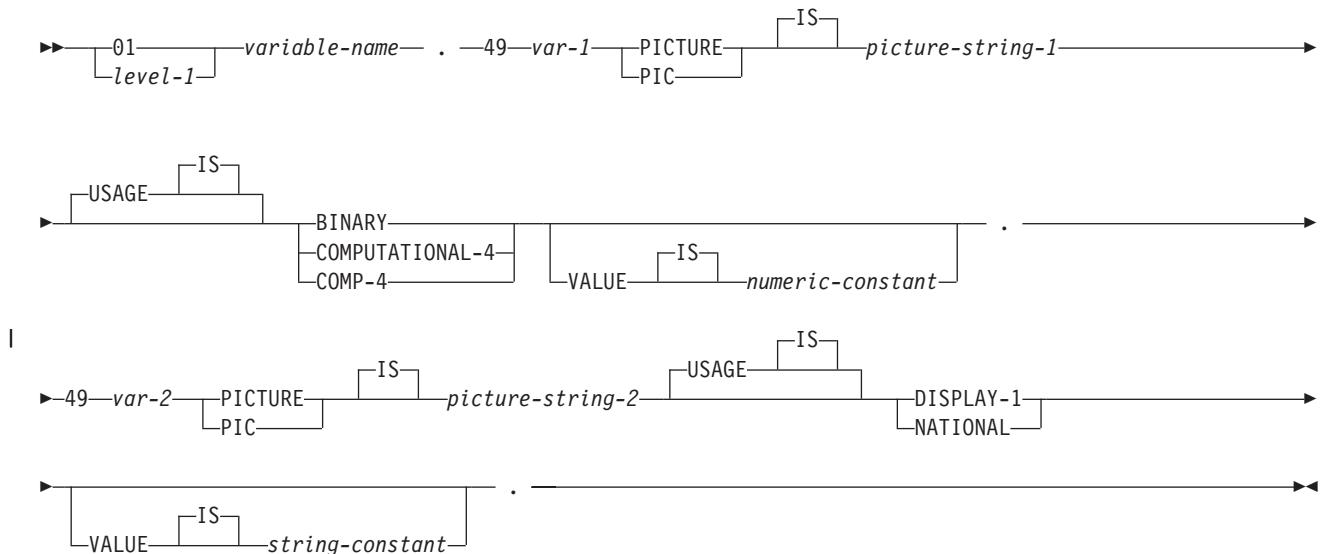 IS
01 variable-name . 49 var-1 PICTURE picture-string-1
level-1 PIC
IS
USAGE
BINARY .
COMPUTATIONAL-4 IS
COMP-4 VALUE numeric-constant
|
IS IS
USAGE
49 var-2 PICTURE picture-string-2 DISPLAY-1
PIC NATIONAL
.
IS
VALUE string-constant